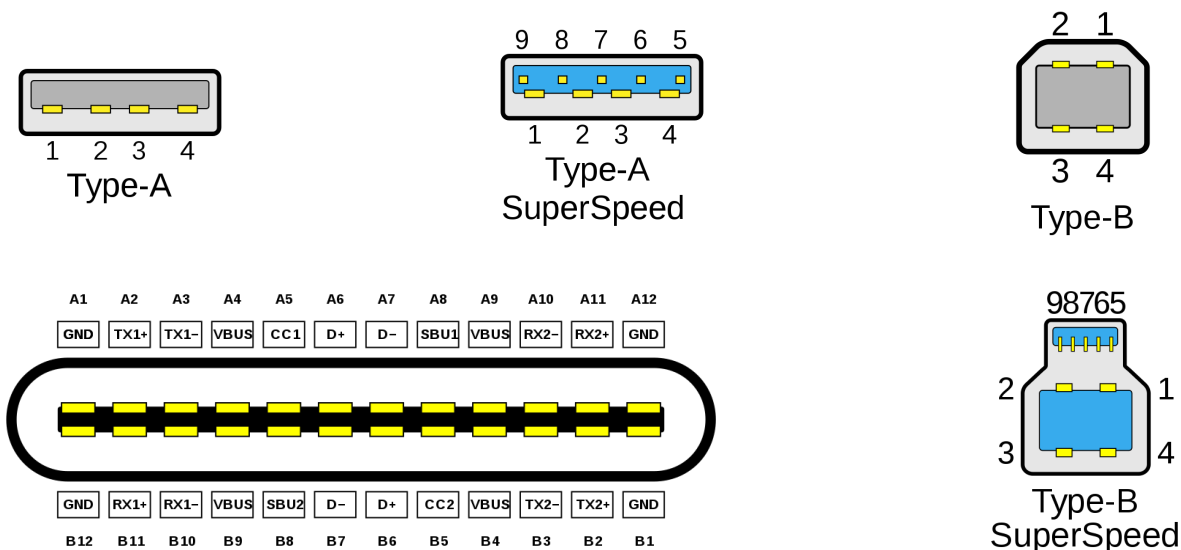 9 8 7 6 5
2 1
1 2 3 4
1 2 3 4
3 4
Type-A
Type-A
SuperSpeed
Type-B
A1 A2 A3 A4 A5 A6 A7 A8 A9 A10 A11 A12
GND TX1+ TX1− VBUS CC1 D+ D− SBU1 VBUS RX2− RX2+ GND
GND RX1+ RX1− VBUS SBU2 D− D+ CC2 VBUS TX2− TX2+ GND
B12 B11 B10 B9 B8 B7 B6 B5 B4 B3 B2 B1
98765
2 1
3 4
Type-B
SuperSpeed